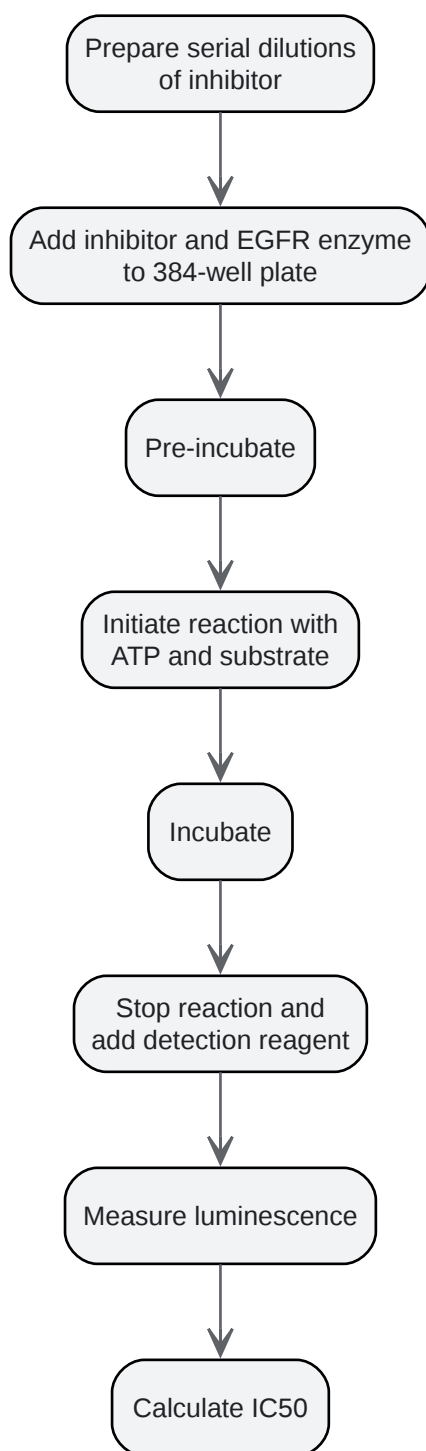 Prepare serial dilutions
of inhibitor
Add inhibitor and EGFR enzyme
to 384-well plate
Pre-incubate
Initiate reaction with
ATP and substrate
Incubate
Stop reaction and
add detection reagent
Measure luminescence
Calculate IC50